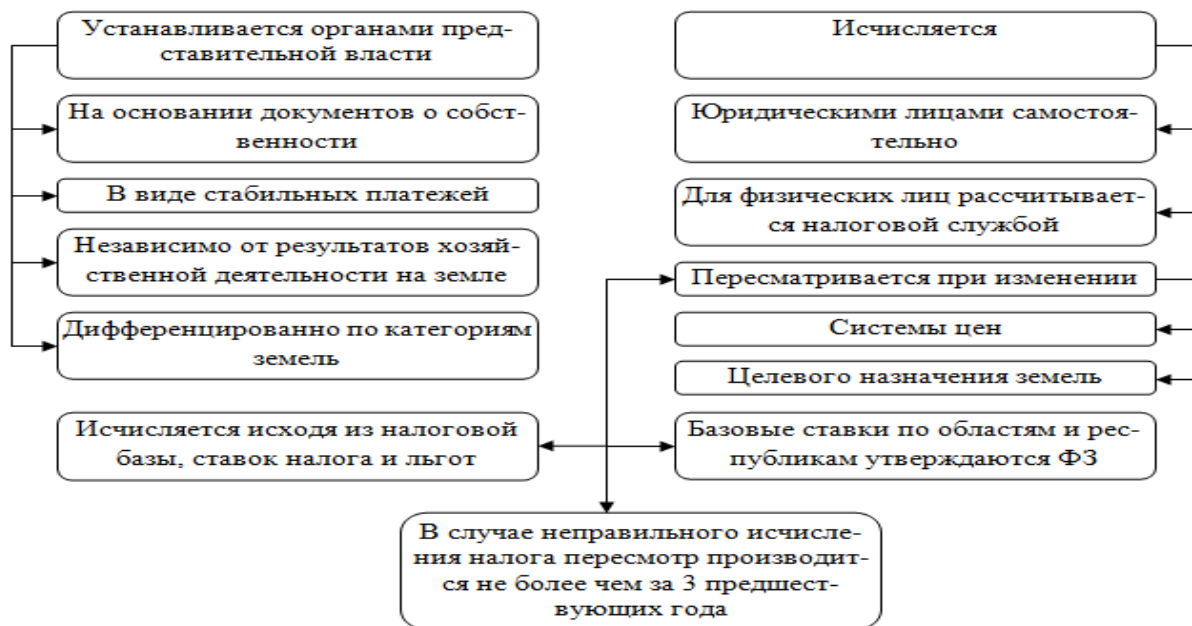 Устанавливается органами пред-
ставительной власти
На основании документов о собст-
венности
В виде стабильных платежей
Независимо от результатов хозяй-
ственной деятельности на земле
Дифференцированно по категориям
земель
Исчисляется исходя из налоговой
базы, ставок налога и льгот
Исчисляется
Юридическими лицами самостоя-
тельно
Для физических лиц рассчитывает-
ся налоговой службой
Пересматривается при изменении
Системы цен
Целевого назначения земель
Базовые ставки по областям и рес-
публикам утверждаются ФЗ
В случае неправильного исчисле-
ния налога пересмотр производит-
ся не более чем за 3 предшест-
вующих года